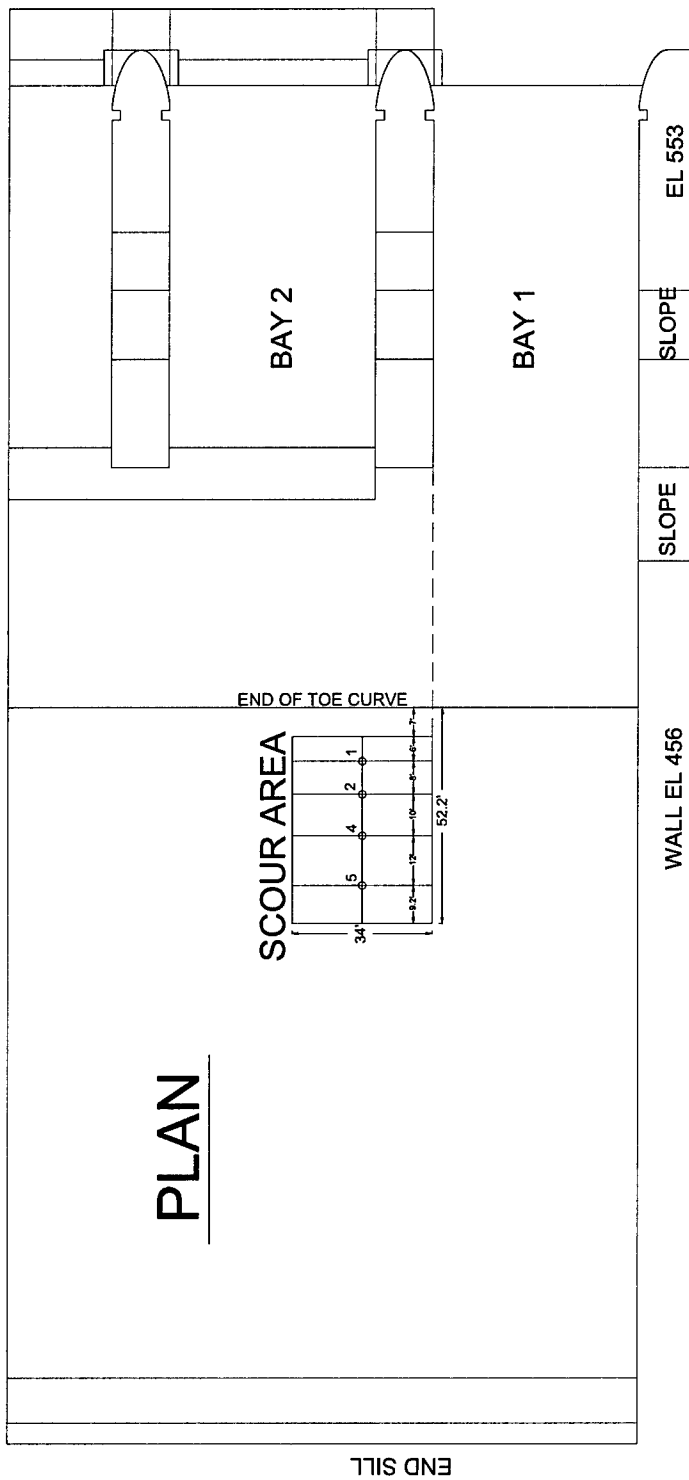 PLAN
SCOUR AREA
END OF TOE CURVE
BAY 2
BAY 1
34'
5
4
2
1
9.2'
12'
10'
8'
6'
7'
52.2'
END SILL
WALL EL 456
SLOPE
SLOPE
EL 553